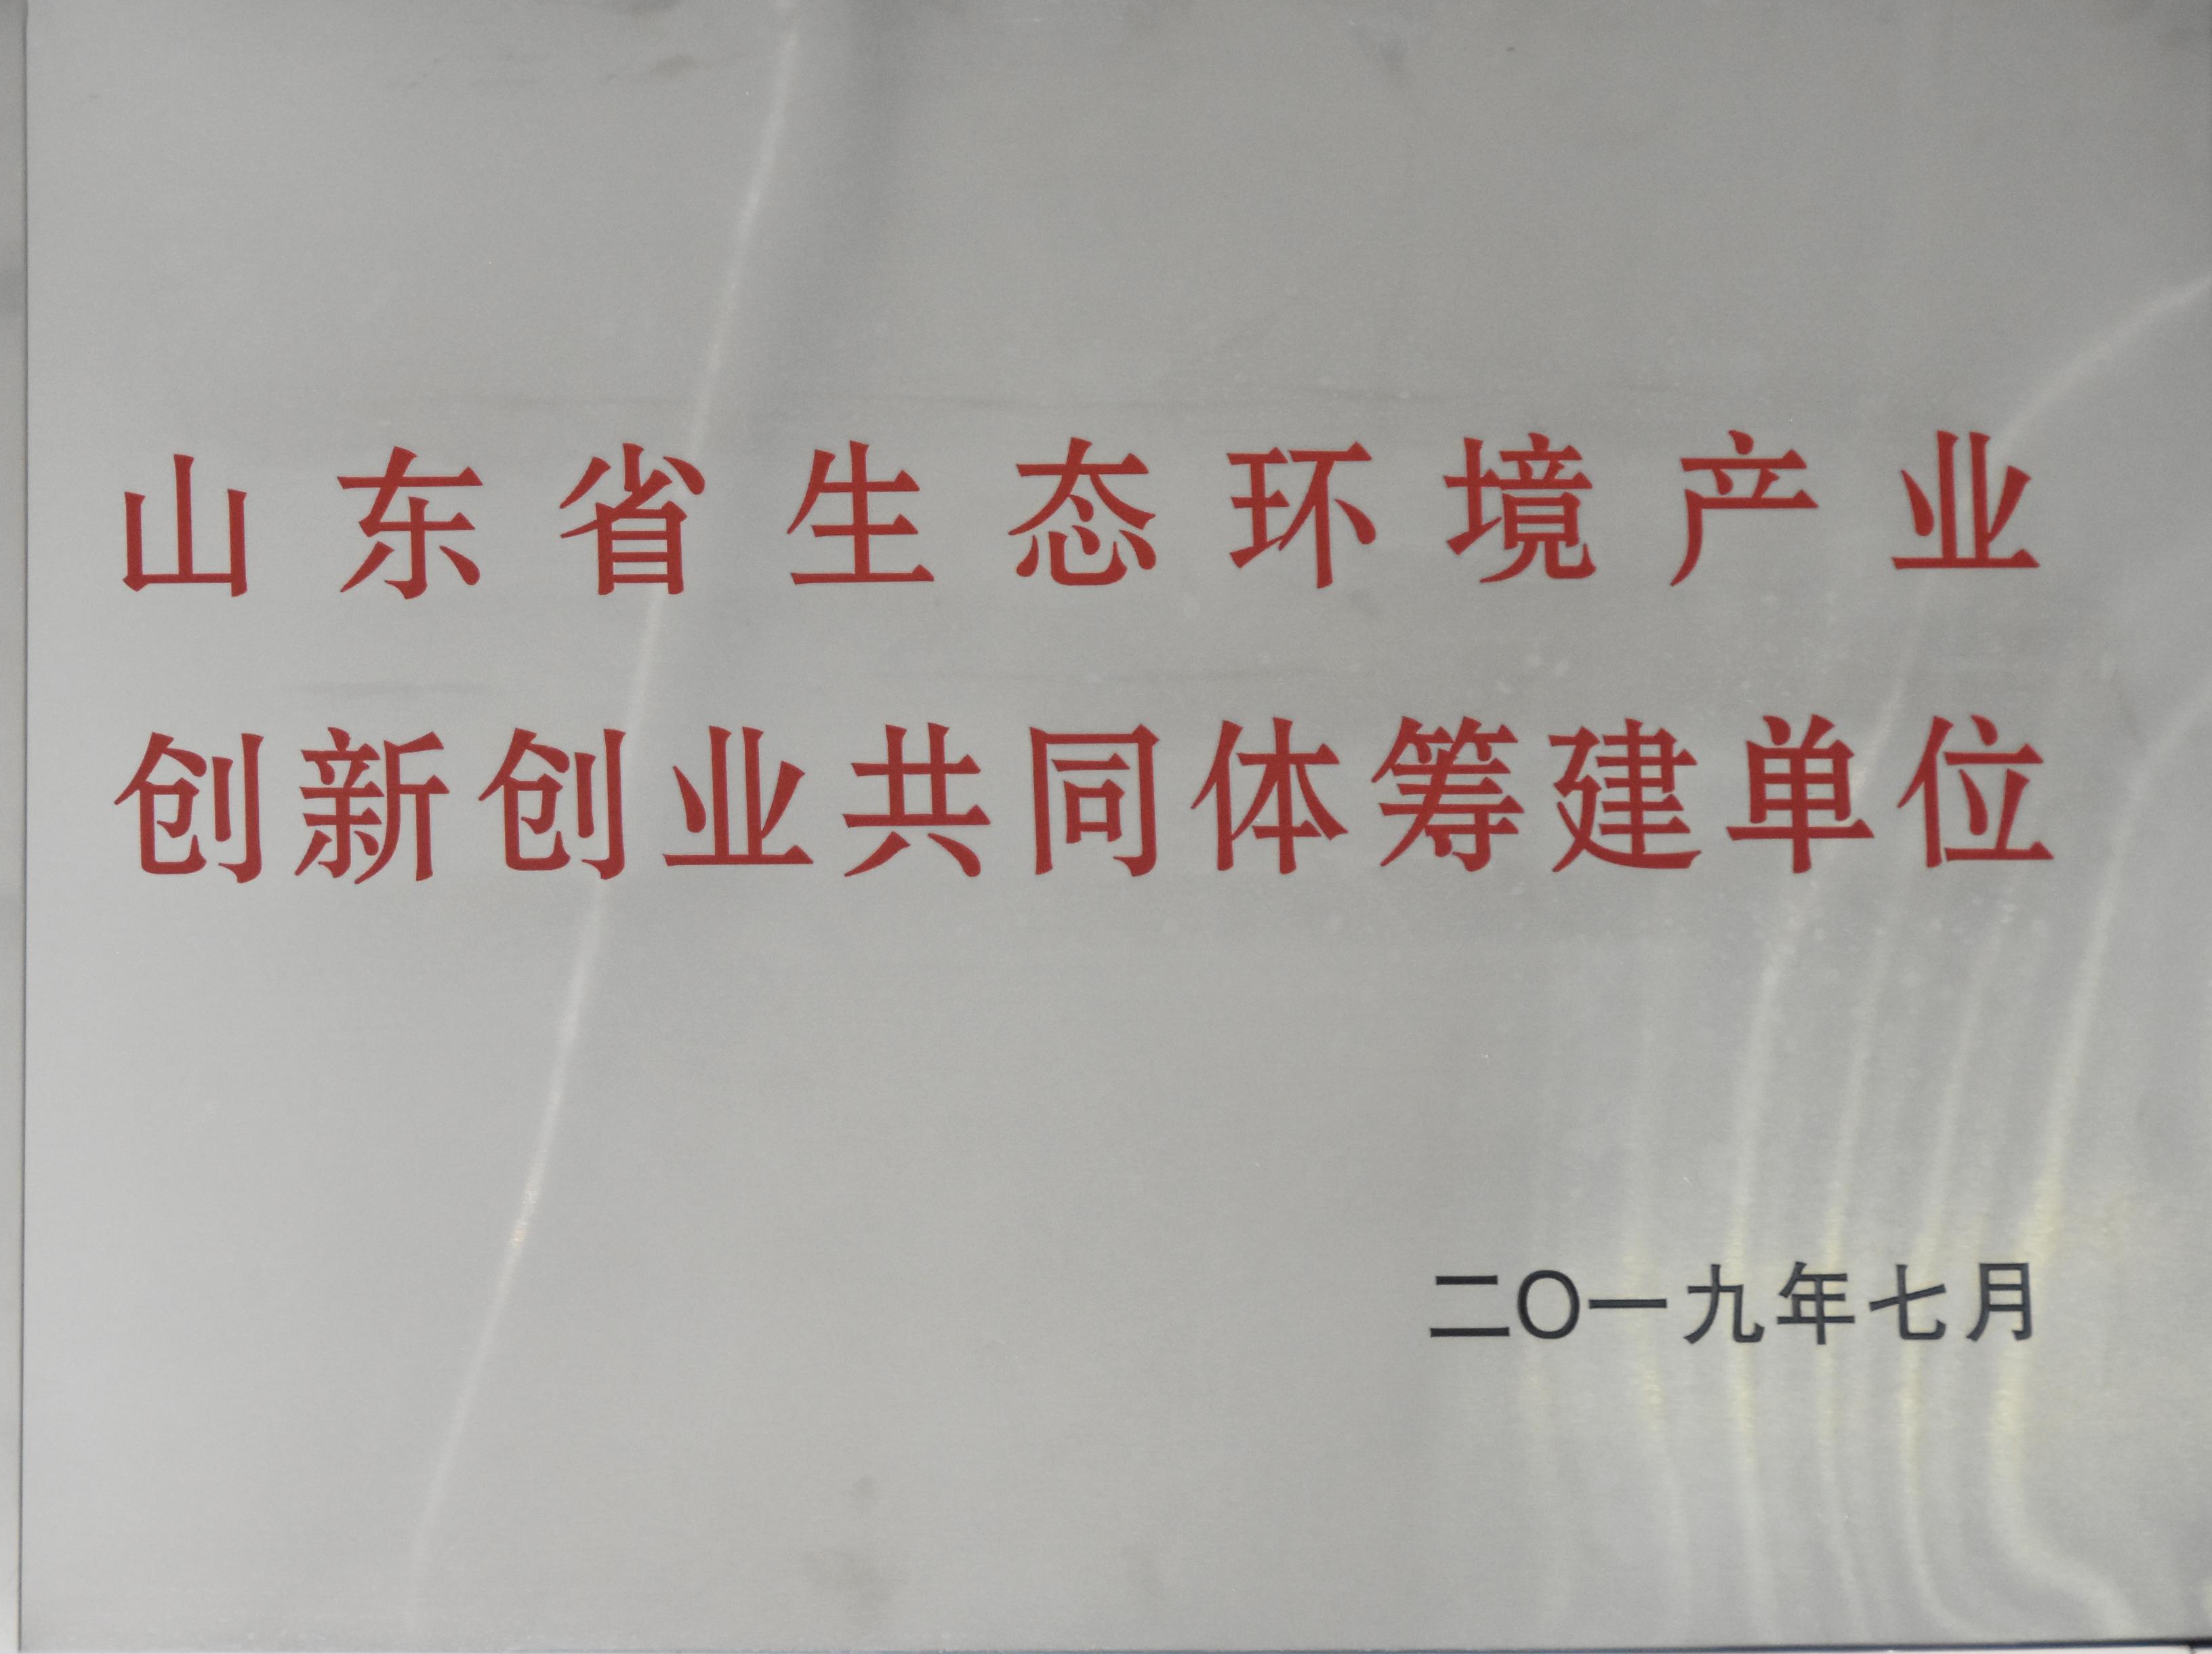 山东省生态环境产业
创新创业共同体筹建单位
二〇一九年七月